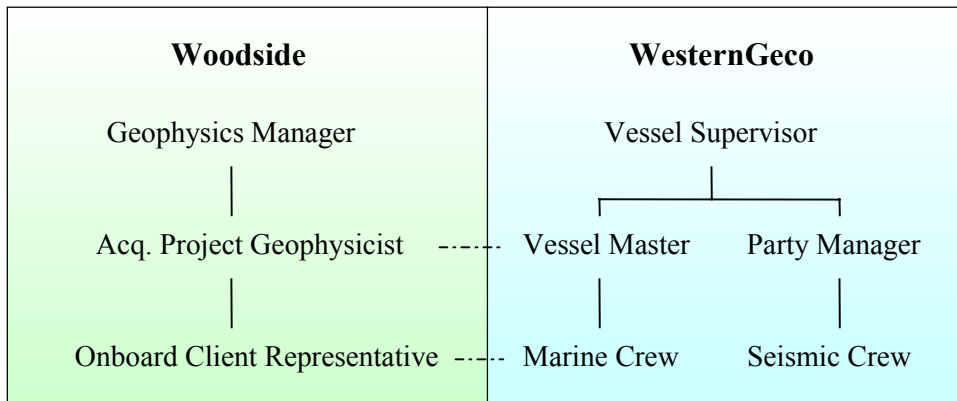 Woodside WesternGeco
Geophysics Manager Vessel Supervisor
Acq. Project Geophysicist Vessel Master Party Manager
Onboard Client Representative Marine Crew Seismic Crew